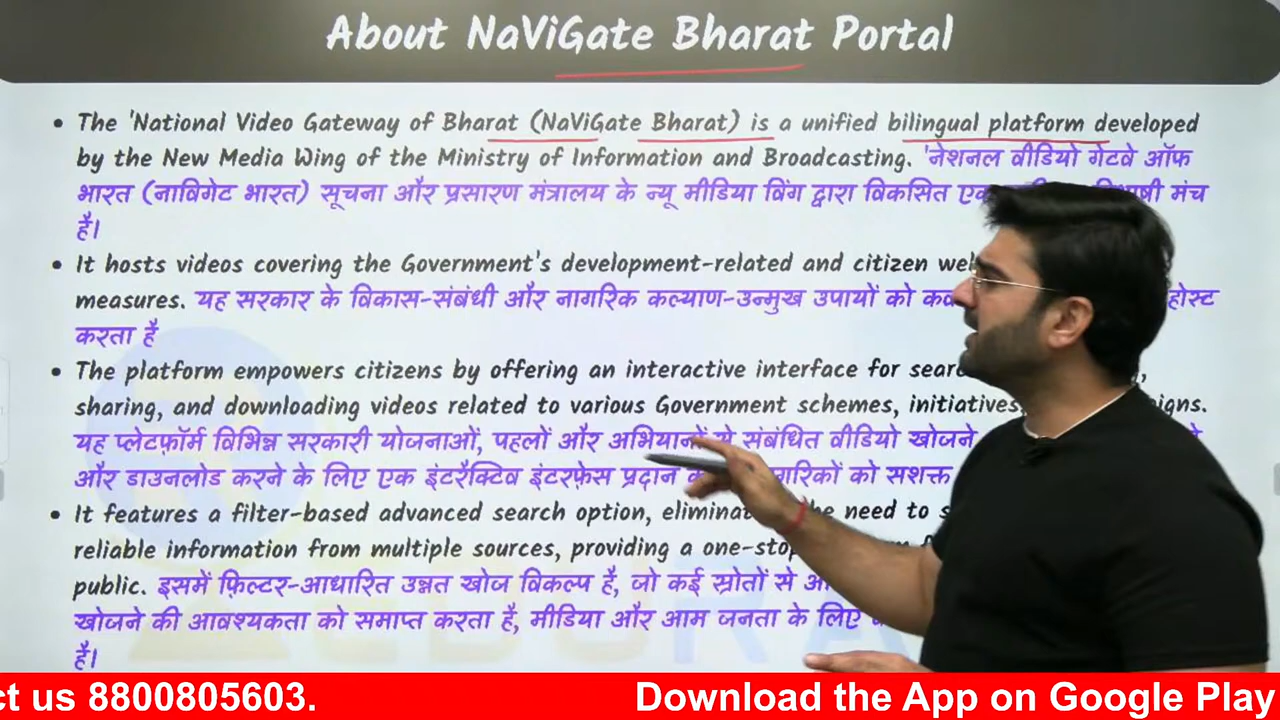 About NaViGate Bharat Portal
• The 'National Video Gateway of Bharat (NaViGate Bharat) is a unified bilingual platform developed
by the New Media Wing of the Ministry of Information and Broadcasting. 'नेशनल वीडियो गेटवे ऑफ
भारत (नाविगेट भारत) सूचना और प्रसारण मंत्रालय के न्यू मीडिया विंग द्वारा विकसित मंच
है।
• It hosts videos covering the Government's development-related and citizen
measures. यह सरकार के विकास-संबंधी और नागरिक कल्याण-उन्मुख उपायों को होस्ट
करता है
• The platform empowers citizens by offering an interactive interface for
sharing, and downloading videos related to various Government schemes, initiatives,
यह प्लेटफ़ॉर्म विभिन्न सरकारी योजनाओं, पहलों और अभियानों से संबंधित वीडियो खोजने
और डाउनलोड करने के लिए एक इंटरैक्टिव इंटरफ़ेस प्रदान को सशक्त
• It features a filter-based advanced search option, need to
reliable information from multiple sources, providing a
public. इसमें फ़िल्टर-आधारित उन्नत खोज विकल्प है, जो कई स्रोतों से
खोजने की आवश्यकता को समाप्त करता है, मीडिया और आम जनता के लिए
है।
ct us 8800805603. Download the App on Google Play